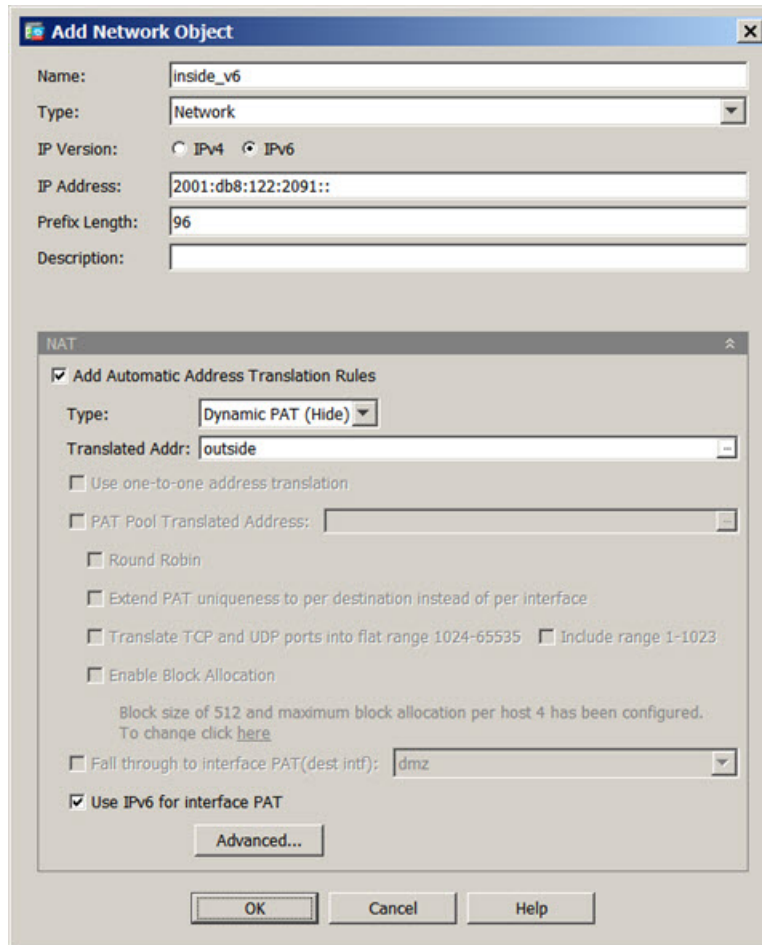 Add Network Object
Name: inside_v6
Type: Network
IP Version: IPv4 IPv6
IP Address: 2001:db8:122:2091::
Prefix Length: 96
Description:
NAT
Add Automatic Address Translation Rules
Type: Dynamic PAT (Hide)
Translated Addr: outside ...
Use one-to-one address translation
PAT Pool Translated Address: ...
Round Robin
Extend PAT uniqueness to per destination instead of per interface
Translate TCP and UDP ports into flat range 1024-65535 Include range 1-1023
Enable Block Allocation
Block size of 512 and maximum block allocation per host 4 has been configured.
To change click here
Fall through to interface PAT(dest intf): dmz
Use IPv6 for interface PAT
Advanced...
OK Cancel Help